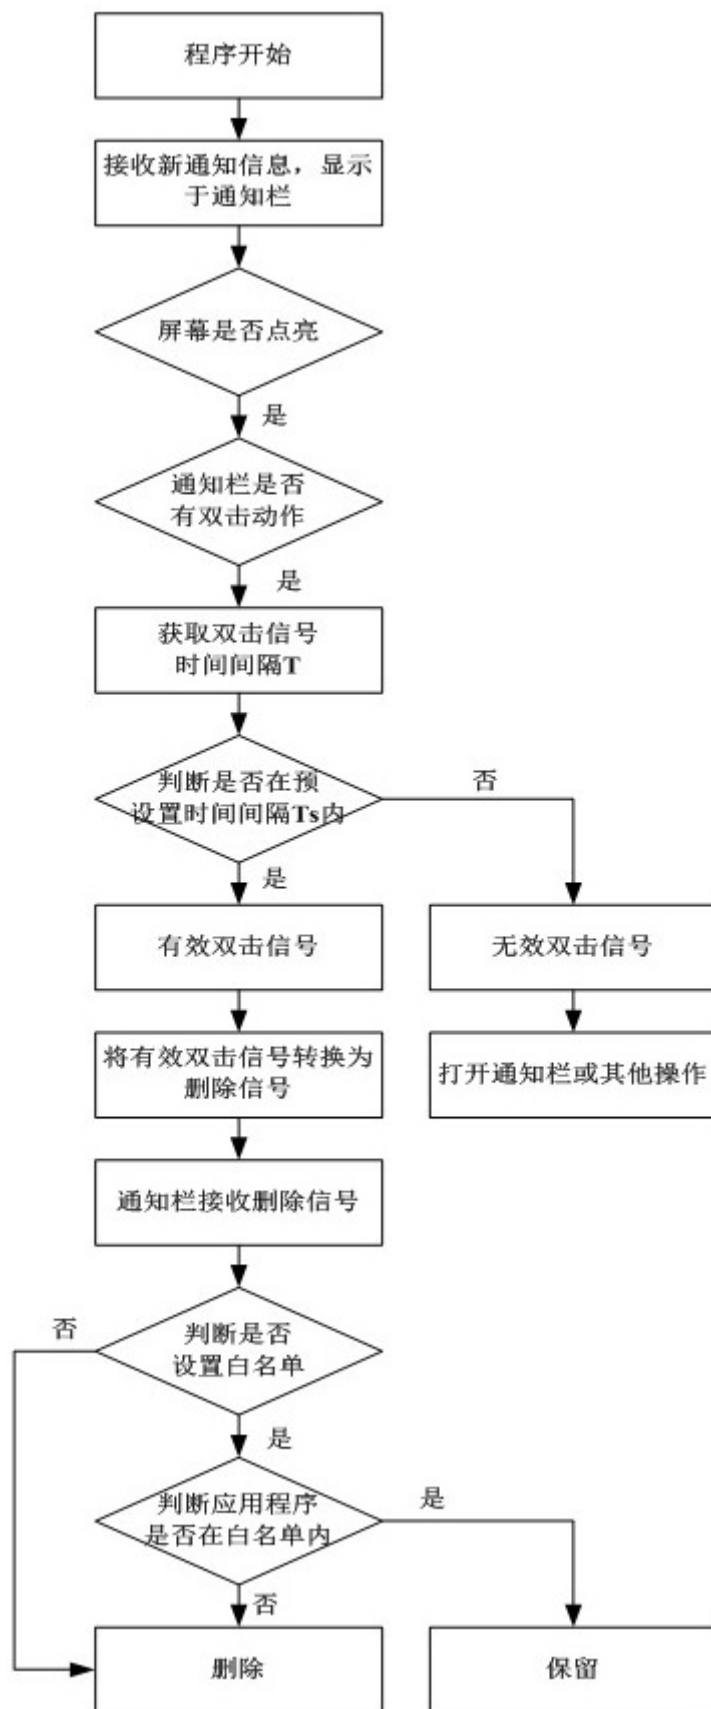 程序开始
接收新通知信息，显示
于通知栏
屏幕是否点亮
是
通知栏是否
有双击动作
是
获取双击信号
时间间隔T
判断是否在预
设置时间间隔Ts内
否
是
有效双击信号
无效双击信号
将有效双击信号转换为
删除信号
打开通知栏或其他操作
通知栏接收删除信号
否
判断是否
设置白名单
是
判断应用程序
是否在白名单内
是
否
删除
保留